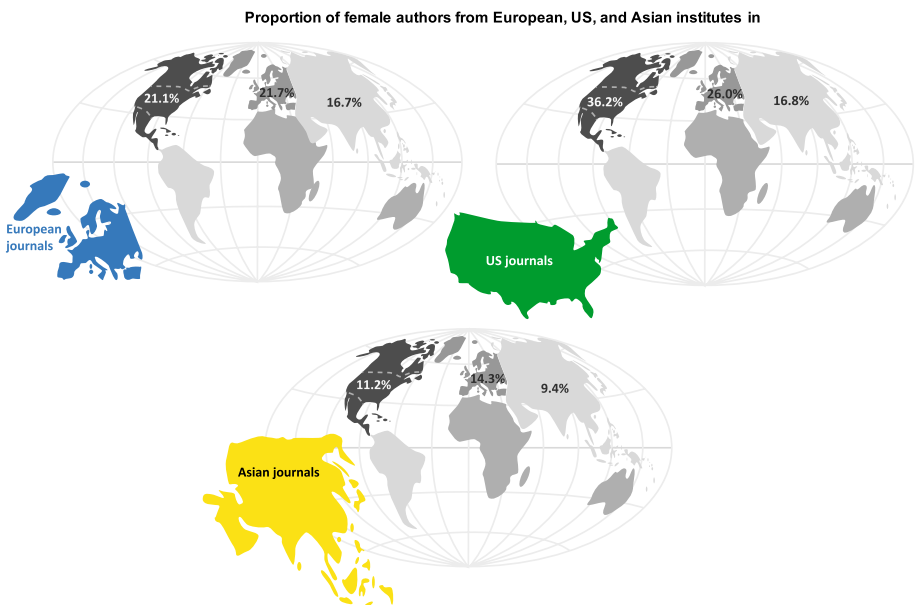 Proportion of female authors from European, US, and Asian institutes in
21.1%
21.7%
16.7%
36.2%
26.0%
16.8%
European
journals
US journals
11.2%
14.3%
9.4%
Asian journals